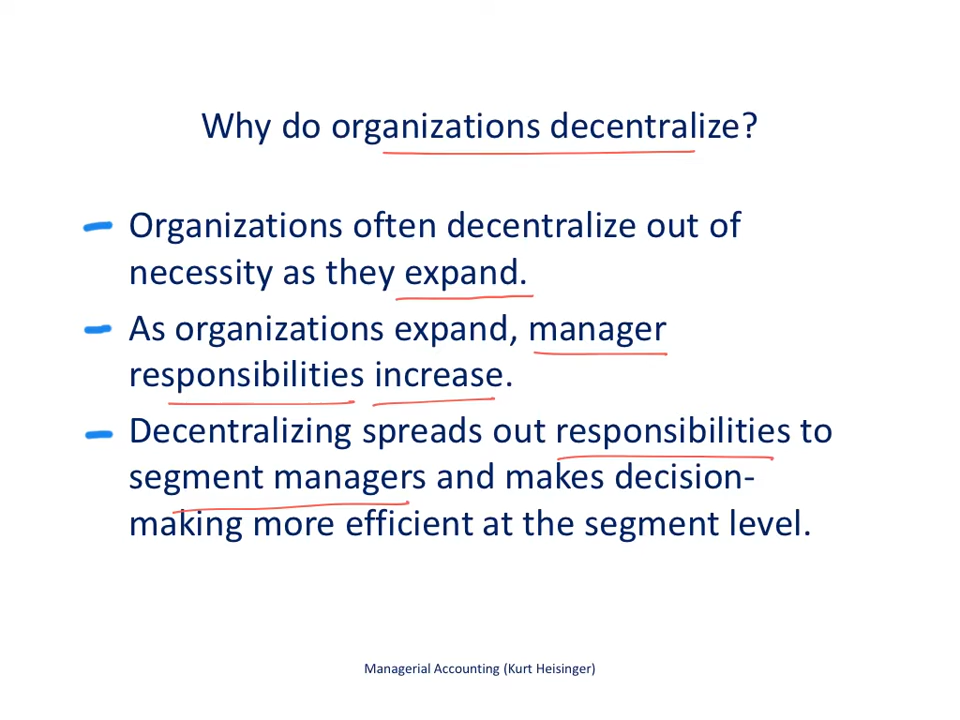 Why do organizations decentralize?
Organizations often decentralize out of
necessity as they expand.
As organizations expand, manager
responsibilities increase.
Decentralizing spreads out responsibilities to
segment managers and makes decision-
making more efficient at the segment level.
Managerial Accounting (Kurt Heisinger)